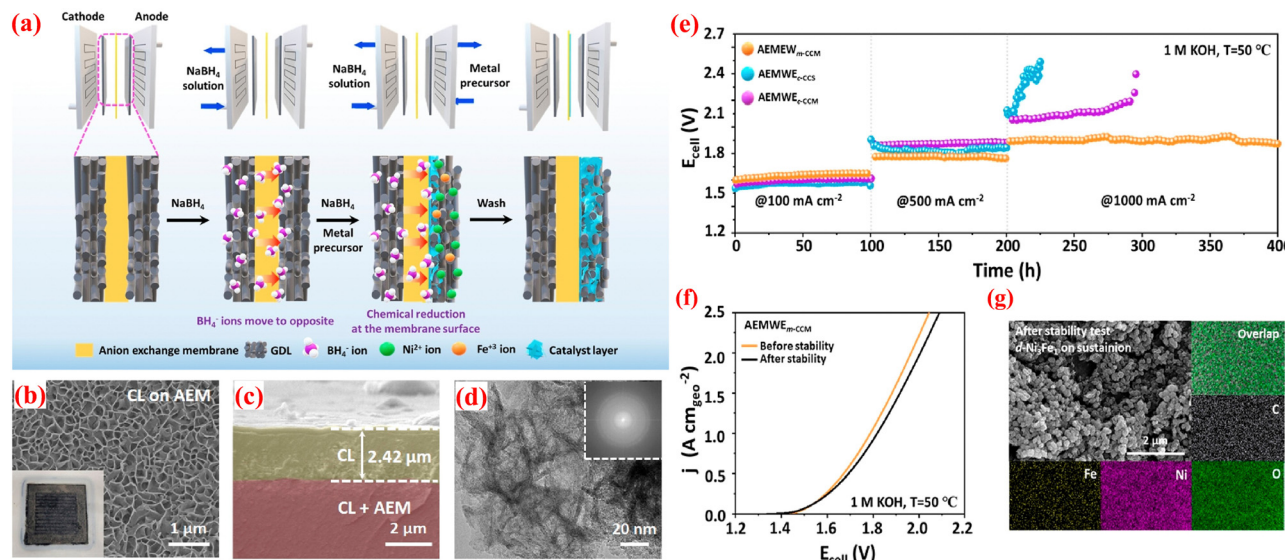 (a)
Cathode
Anode
NaBH4
solution
NaBH4
solution
Metal
precursor
NaBH4
NaBH4
Metal
precursor
Wash
BH4- ions move to opposite
Chemical reduction
at the membrane surface
Anion exchange membrane
GDL
BH4- ion
Ni2+ ion
Fe+3 ion
Catalyst layer
(b)
CL on AEM
1 μm
(c)
CL
2.42 μm
CL + AEM
2 μm
(d)
20 nm
(e)
2.7
2.4
2.1
1.8
1.5
1.2
Ecell (V)
AEMEWm-CCM
AEMWEc-CCS
AEMWEc-CCM
1 M KOH, T=50 °C
@100 mA cm-2
@500 mA cm-2
@1000 mA cm-2
0 50 100 150 200 250 300 350 400
Time (h)
(f)
2.5
2.0
1.5
1.0
0.5
0.0
j (A cmgeo-2)
AEMWEm-CCM
Before stability
After stability
1 M KOH, T=50 °C
1.2 1.4 1.6 1.8 2.0 2.2
Ecell (V)
(g)
After stability test
d-Ni3Fe1 on sustainion
2 μm
Overlap
C
Fe
Ni
O